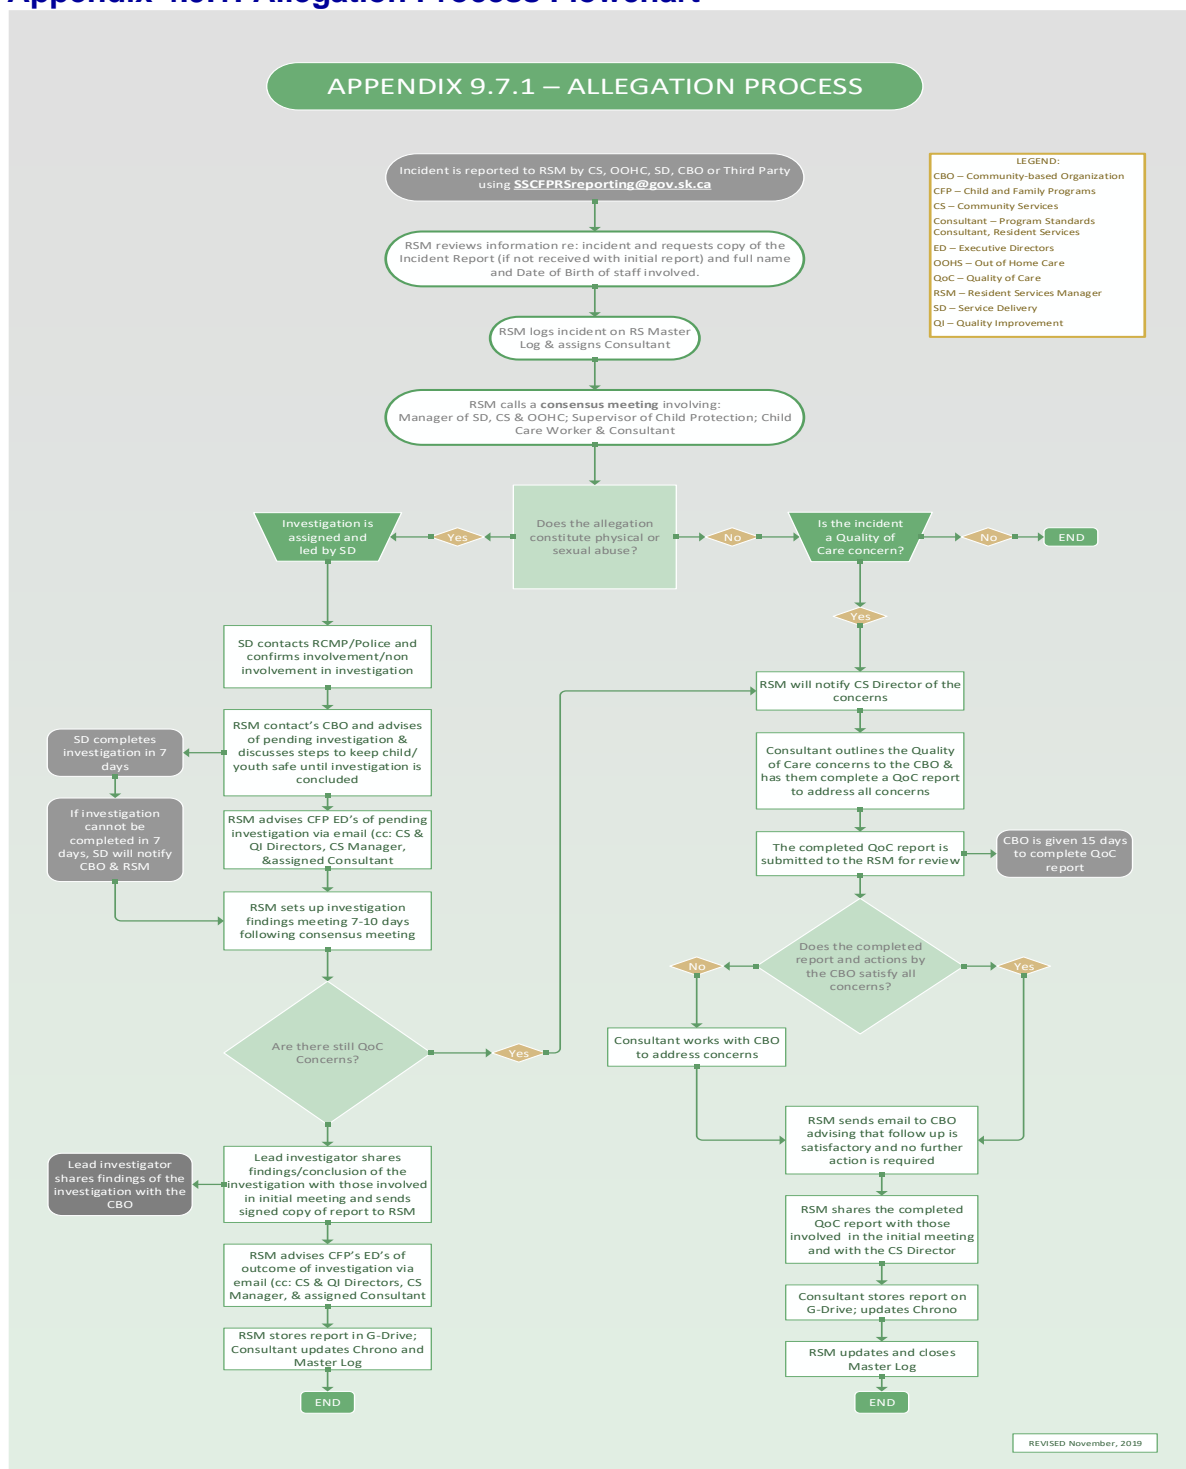 APPENDIX 9.7.1 – ALLEGATION PROCESS
Incident is reported to RSM by CS, OOHC, SD, CBO or Third Party
using SSCFPRSreporting@gov.sk.ca
LEGEND:
CBO – Community-based Organization
CFP – Child and Family Programs
CS – Community Services
Consultant – Program Standards
Consultant, Resident Services
ED – Executive Directors
OOHS – Out of Home Care
QoC – Quality of Care
RSM – Resident Services Manager
SD – Service Delivery
QI – Quality Improvement
RSM reviews information re: incident and requests copy of the
Incident Report (if not received with initial report) and full name
and Date of Birth of staff involved.
RSM logs incident on RS Master
Log & assigns Consultant
RSM calls a consensus meeting involving:
Manager of SD, CS & OOHC; Supervisor of Child Protection; Child
Care Worker & Consultant
Does the allegation
constitute physical or
sexual abuse?
Yes
Investigation is
assigned and
led by SD
No
Is the incident
a Quality of
Care concern?
No
END
Yes
SD contacts RCMP/Police and
confirms involvement/non
involvement in investigation
RSM contact’s CBO and advises
of pending investigation &
discusses steps to keep child/
youth safe until investigation is
concluded
SD completes
investigation in 7
days
If investigation
cannot be
completed in 7
days, SD will notify
CBO & RSM
RSM advises CFP ED’s of pending
investigation via email (cc: CS &
QI Directors, CS Manager,
&assigned Consultant
RSM sets up investigation
findings meeting 7-10 days
following consensus meeting
Are there still QoC
Concerns?
Yes
Lead investigator shares
findings/conclusion of the
investigation with those involved
in initial meeting and sends
signed copy of report to RSM
Lead investigator
shares findings of the
investigation with the
CBO
RSM advises CFP’s ED’s of
outcome of investigation via
email (cc: CS & QI Directors, CS
Manager, & assigned Consultant
RSM stores report in G-Drive;
Consultant updates Chrono and
Master Log
END
RSM will notify CS Director of the
concerns
Consultant outlines the Quality
of Care concerns to the CBO &
has them complete a QoC report
to address all concerns
The completed QoC report is
submitted to the RSM for review
CBO is given 15 days
to complete QoC
report
Does the completed
report and actions by
the CBO satisfy all
concerns?
No
Yes
Consultant works with CBO
to address concerns
RSM sends email to CBO
advising that follow up is
satisfactory and no further
action is required
RSM shares the completed
QoC report with those
involved in the initial meeting
and with the CS Director
Consultant stores report on
G-Drive; updates Chrono
RSM updates and closes
Master Log
END
REVISED November, 2019